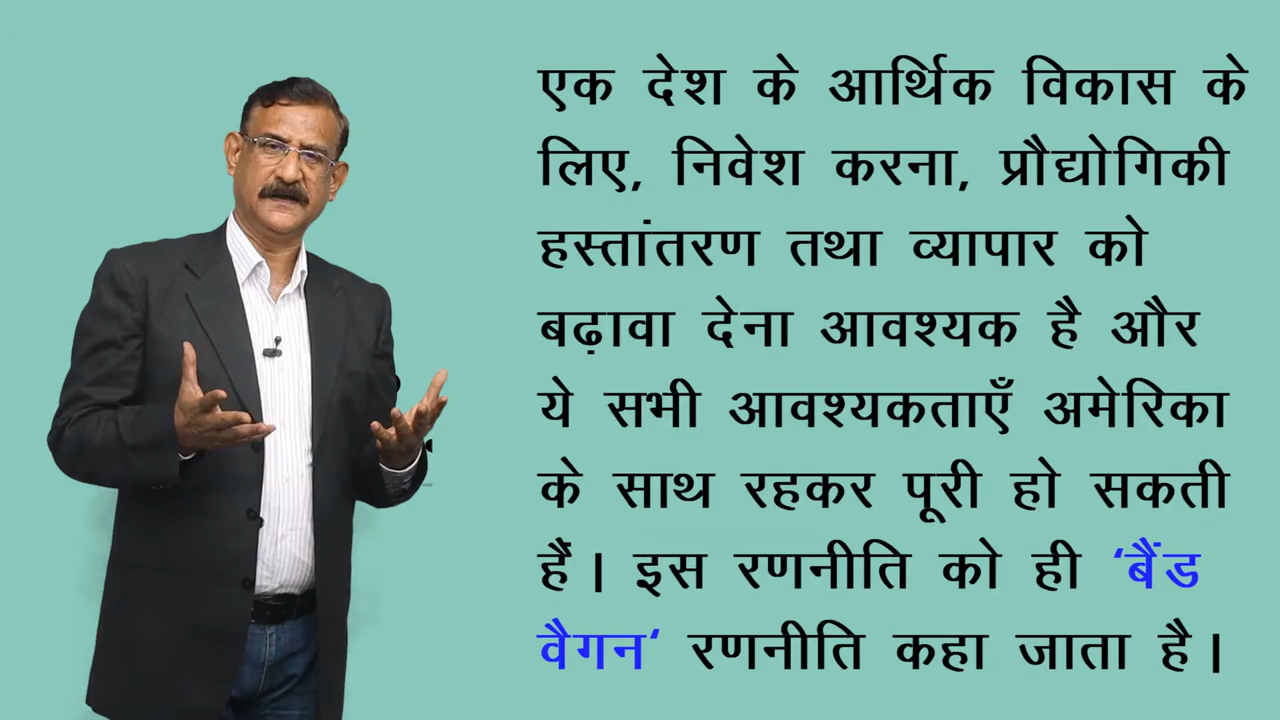 एक देश के आर्थिक विकास के
लिए, निवेश करना, प्रौद्योगिकी
हस्तांतरण तथा व्यापार को
बढ़ावा देना आवश्यक है और
ये सभी आवश्यकताएँ अमेरिका
के साथ रहकर पूरी हो सकती
हैं। इस रणनीति को ही ‘बैंड
वैगन‘ रणनीति कहा जाता है।